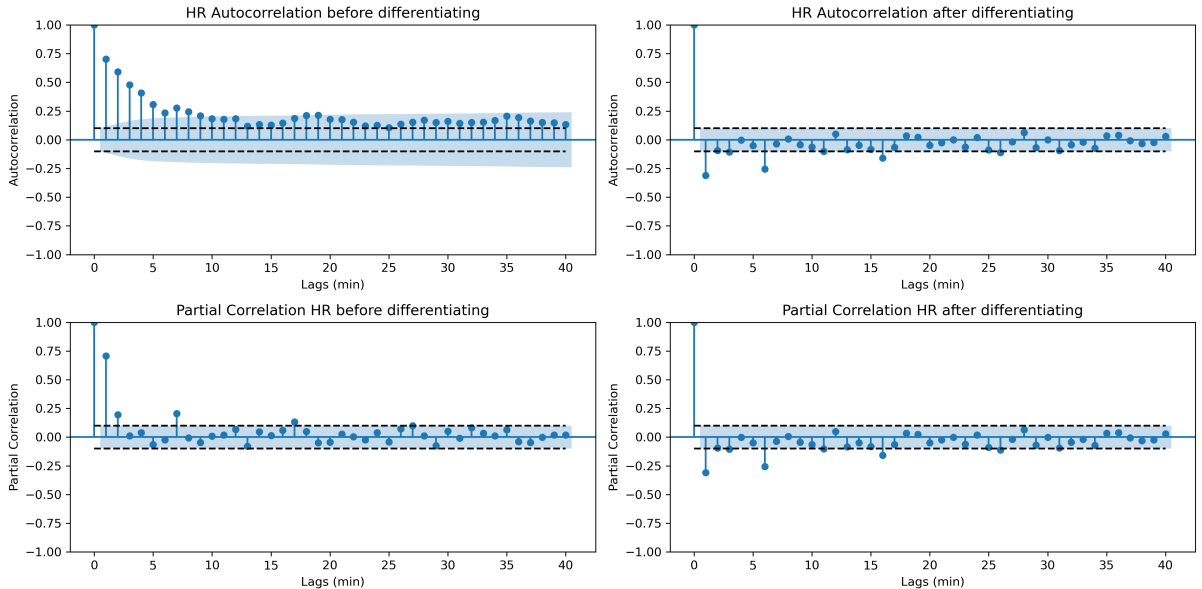 HR Autocorrelation before differentiating
1.00
0.75
0.50
0.25
0.00
−0.25
−0.50
−0.75
−1.00
Autocorrelation
0 5 10 15 20 25 30 35 40
Lags (min)
HR Autocorrelation after differentiating
1.00
0.75
0.50
0.25
0.00
−0.25
−0.50
−0.75
−1.00
Autocorrelation
0 5 10 15 20 25 30 35 40
Lags (min)
Partial Correlation HR before differentiating
1.00
0.75
0.50
0.25
0.00
−0.25
−0.50
−0.75
−1.00
Partial Correlation
0 5 10 15 20 25 30 35 40
Lags (min)
Partial Correlation HR after differentiating
1.00
0.75
0.50
0.25
0.00
−0.25
−0.50
−0.75
−1.00
Partial Correlation
0 5 10 15 20 25 30 35 40
Lags (min)